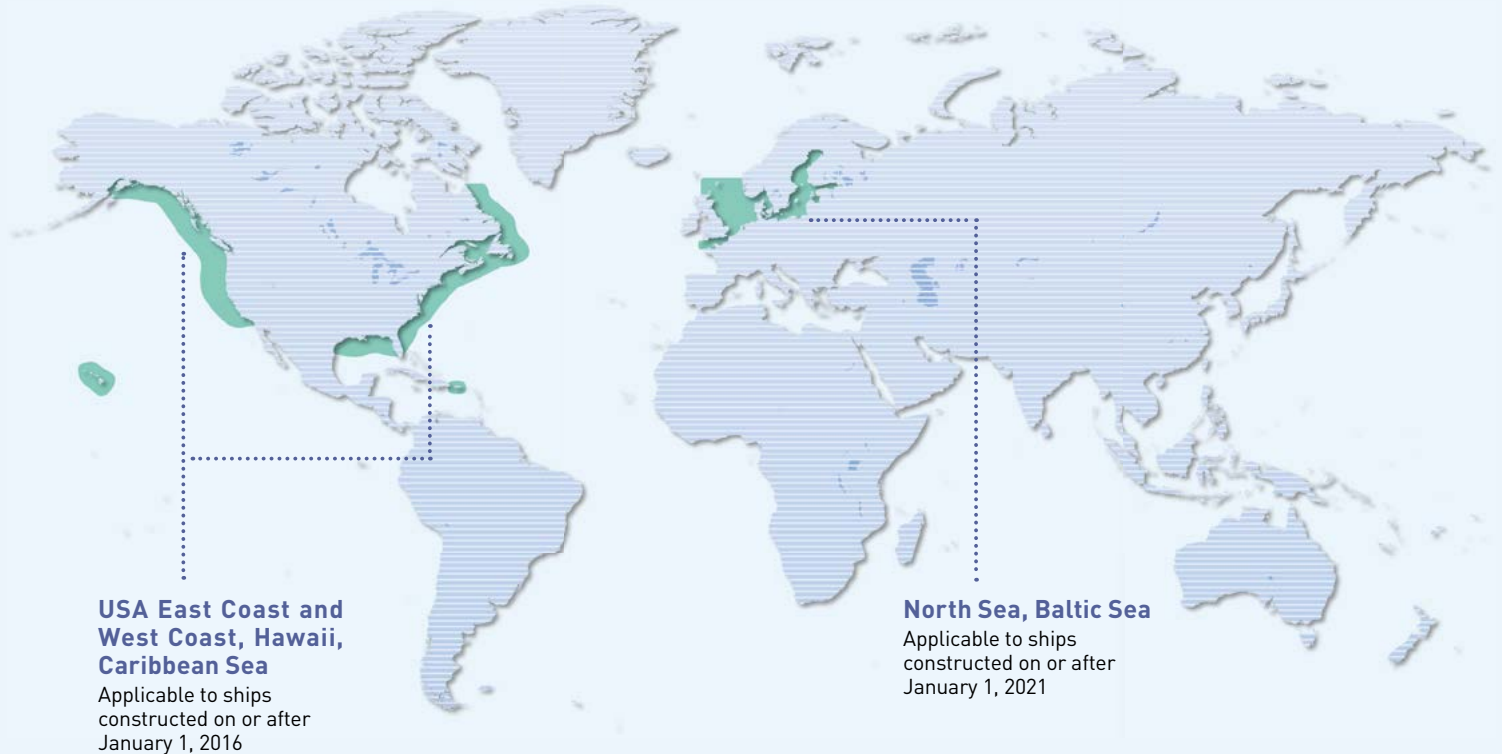 USA East Coast and
West Coast, Hawaii,
Caribbean Sea
Applicable to ships
constructed on or after
January 1, 2016
North Sea, Baltic Sea
Applicable to ships
constructed on or after
January 1, 2021